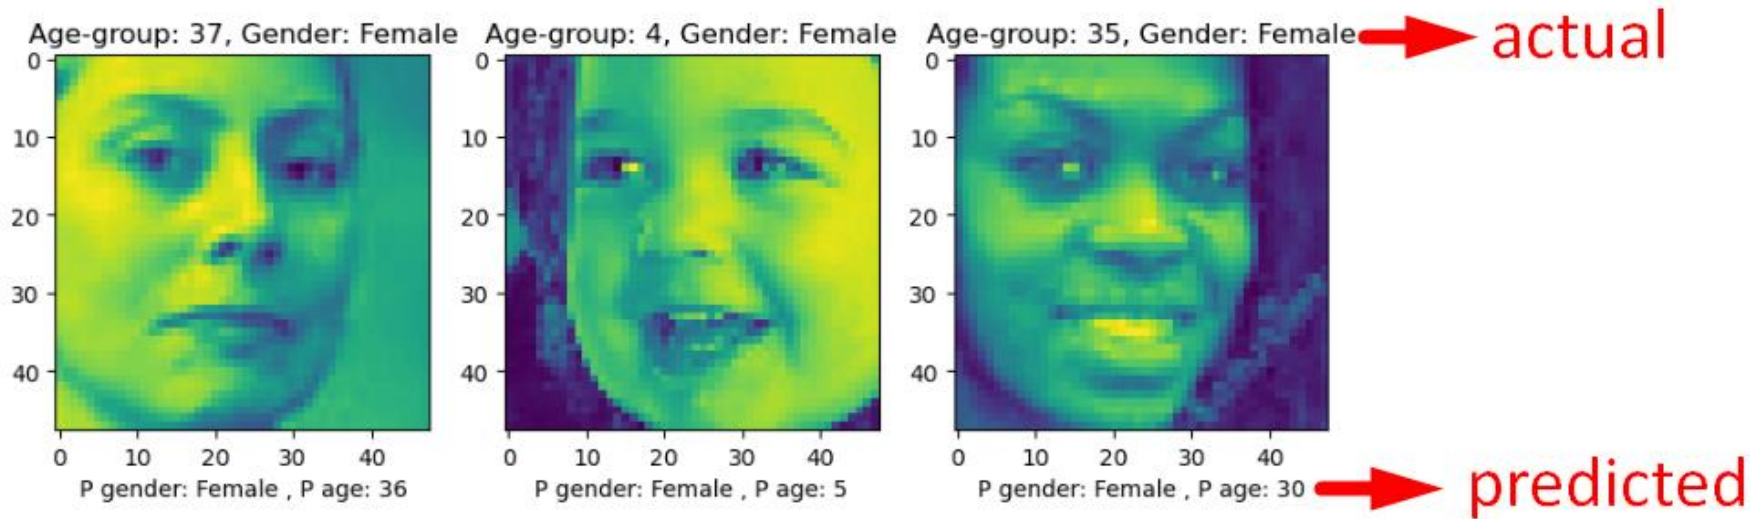 Age-group: 37, Gender: Female
Age-group: 4, Gender: Female
Age-group: 35, Gender: Female
actual
0
10
20
30
40
0
10
20
30
40
0
10
20
30
40
0 10 20 30 40
0 10 20 30 40
0 10 20 30 40
P gender: Female , P age: 36
P gender: Female , P age: 5
P gender: Female , P age: 30
predicted